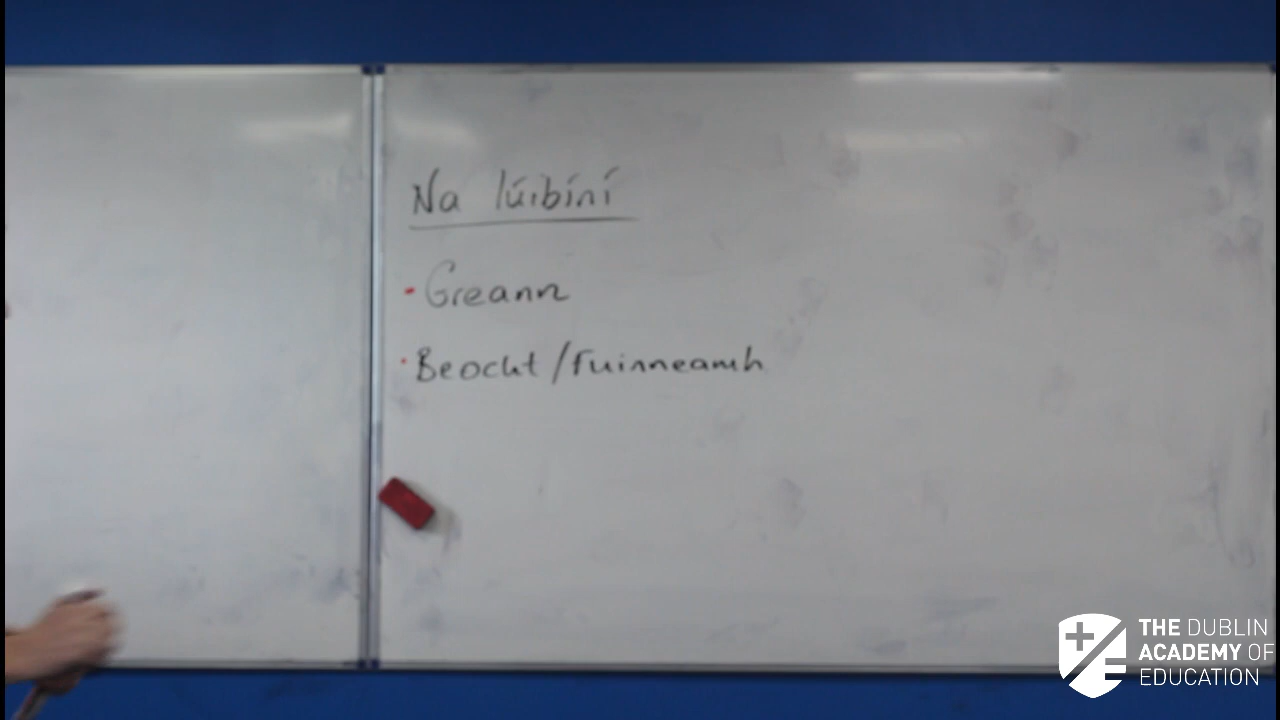 Na lúibíní
• Greann
• Beocht/fuinneamh
THE DUBLIN
ACADEMY OF
EDUCATION